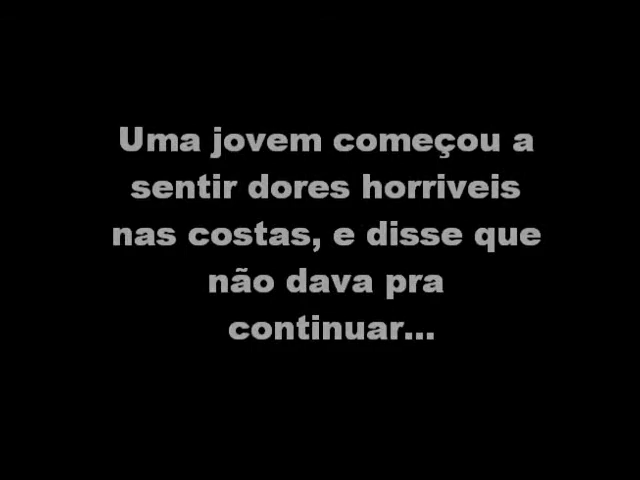 Uma jovem começou a
sentir dores horriveis
nas costas, e disse que
não dava pra
continuar...